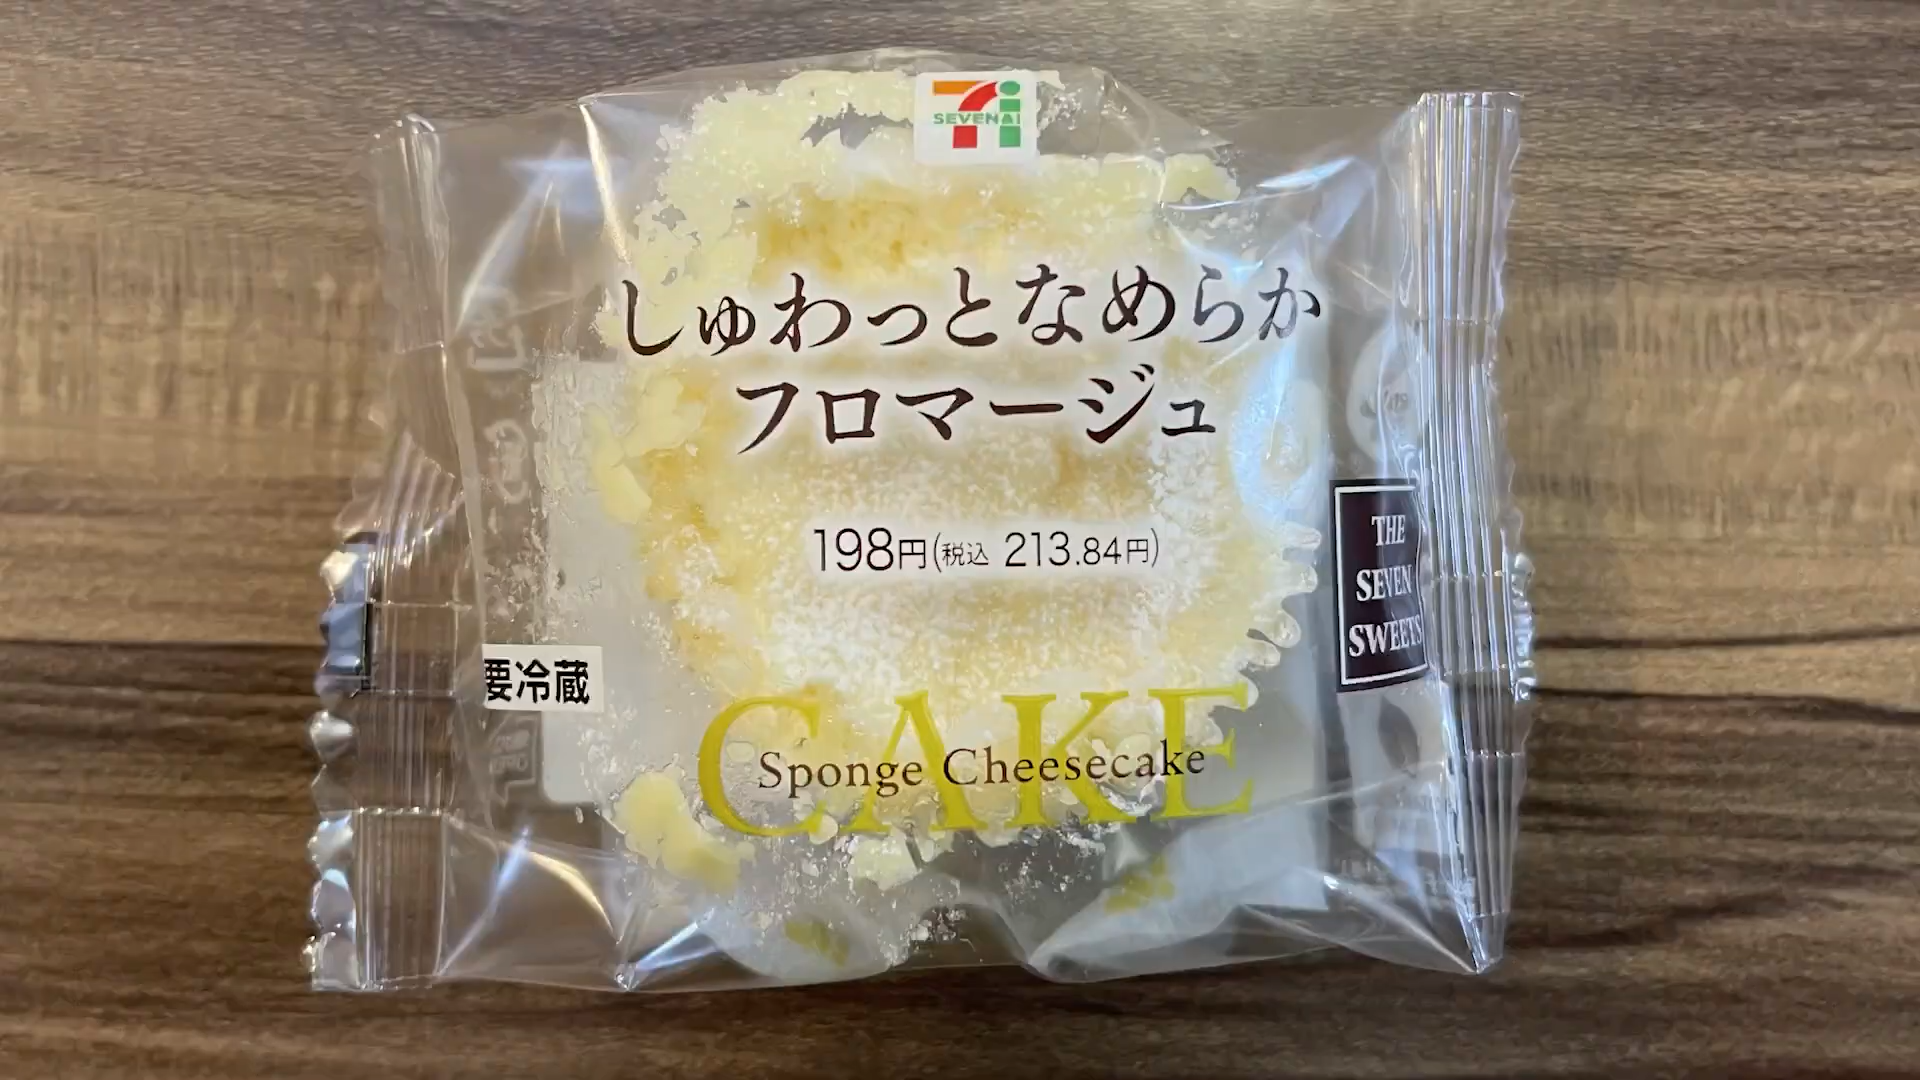 SEVEN&i
しゅわっとなめらか
フロマージュ
198円(税込 213.84円)
THE
SEVEN
SWEETS
要冷蔵
CAKE
Sponge Cheesecake